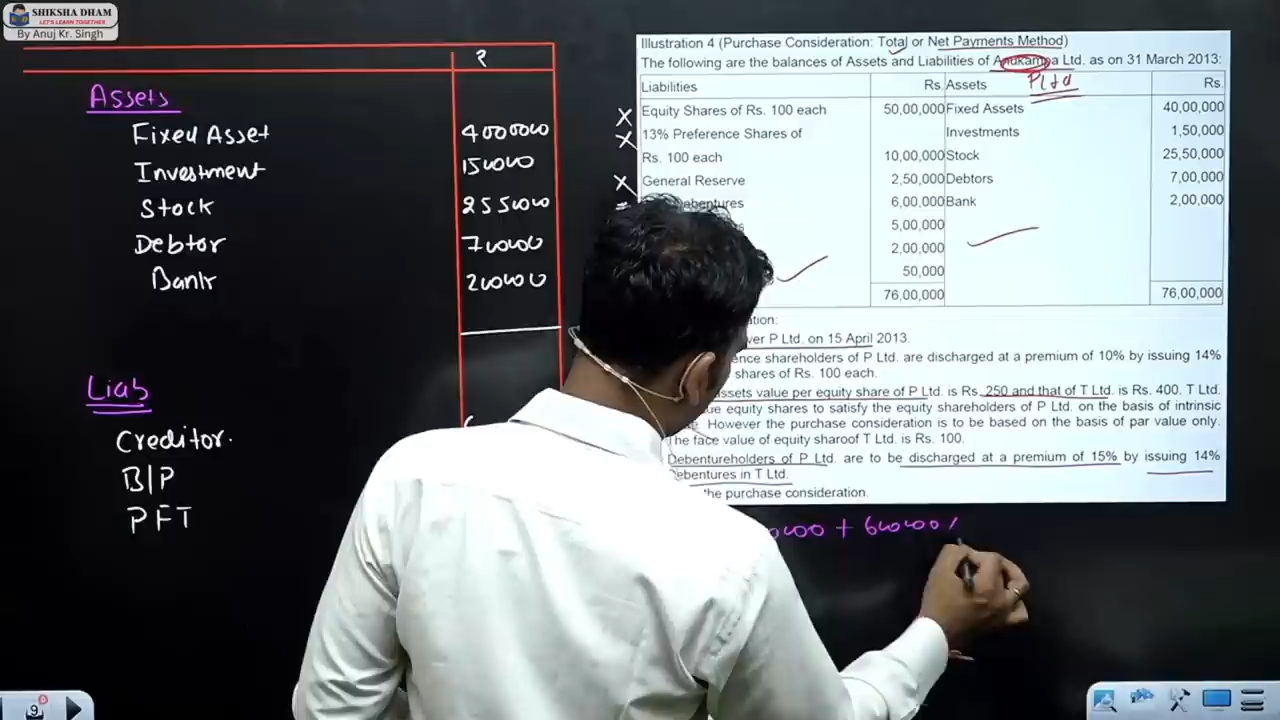 SHIKSHA DHAM
LET'S LEARN TOGETHER
By Anuj Kr. Singh
₹
Assets
Fixed Asset 4000000
Investment 150000
Stock 2550000
Debtor 700000
Bank 200000
Liab
Creditor.
B/P
PFT
Illustration 4 (Purchase Consideration: Total or Net Payments Method)
The following are the balances of Assets and Liabilities of Anukampa Ltd. as on 31 March 2013:
P Ltd
Liabilities Rs. Assets Rs.
Equity Shares of Rs. 100 each 50,00,000 Fixed Assets 40,00,000
13% Preference Shares of Investments 1,50,000
Rs. 100 each 10,00,000 Stock 25,50,000
General Reserve 2,50,000 Debtors 7,00,000
6,00,000 Bank 2,00,000
5,00,000
2,00,000
50,000
76,00,000 76,00,000
ver P Ltd. on 15 April 2013.
ence shareholders of P Ltd. are discharged at a premium of 10% by issuing 14%
shares of Rs. 100 each.
assets value per equity share of P Ltd. is Rs. 250 and that of T Ltd. is Rs. 400. T Ltd.
ue equity shares to satisfy the equity shareholders of P Ltd. on the basis of intrinsic
However the purchase consideration is to be based on the basis of par value only.
The face value of equity sharoof T Ltd. is Rs. 100.
Debentureholders of P Ltd. are to be discharged at a premium of 15% by issuing 14%
ebentures in T Ltd.
the purchase consideration.
+ 600000
9